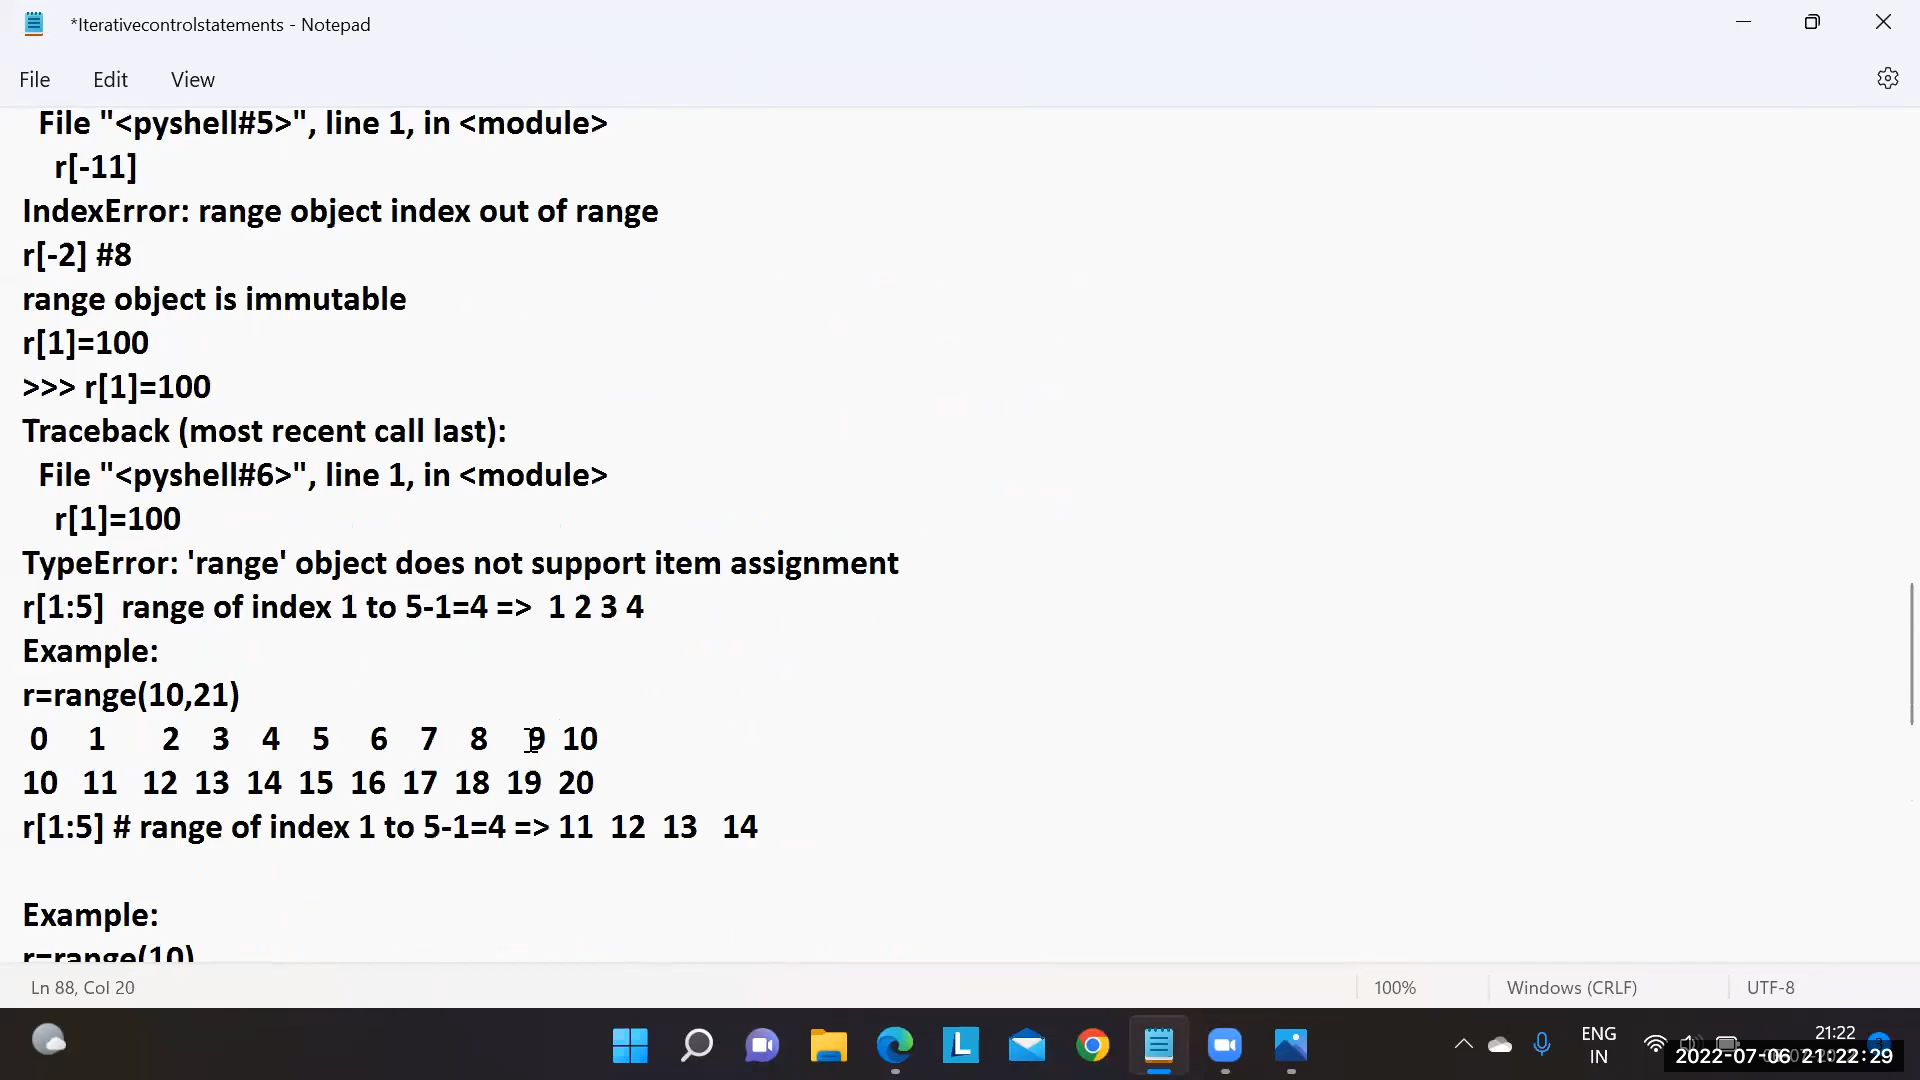 *Iterativecontrolstatements - Notepad
File Edit View
File "<pyshell#5>", line 1, in <module>
r[-11]
IndexError: range object index out of range
r[-2] #8
range object is immutable
r[1]=100
>>> r[1]=100
Traceback (most recent call last):
File "<pyshell#6>", line 1, in <module>
r[1]=100
TypeError: 'range' object does not support item assignment
r[1:5] range of index 1 to 5-1=4 => 1 2 3 4
Example:
r=range(10,21)
0 1 2 3 4 5 6 7 8 9 10
10 11 12 13 14 15 16 17 18 19 20
r[1:5] # range of index 1 to 5-1=4 => 11 12 13 14
Example:
r=range(10)
Ln 88, Col 20 100% Windows (CRLF) UTF-8
L
ENG
IN
21:22
2022-07-06 21:22:29